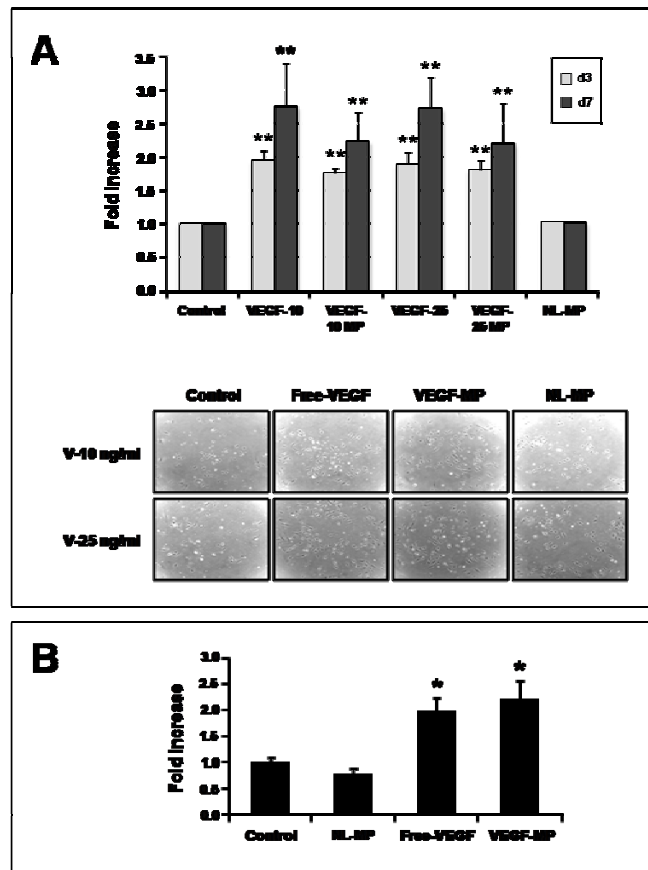 A
Fold increase
3.5
3.0
2.5
2.0
1.5
1.0
0.5
0.0
** ** ** ** ** ** ** **
d3
d7
Control VEGF-10 VEGF-10 MP VEGF-25 VEGF-25 MP NL-MP
Control Free-VEGF VEGF-MP NL-MP
V-10 ng/ml
V-25 ng/ml
B
Fold increase
3.0
2.5
2.0
1.5
1.0
0.5
0.0
* *
Control NL-MP Free-VEGF VEGF-MP